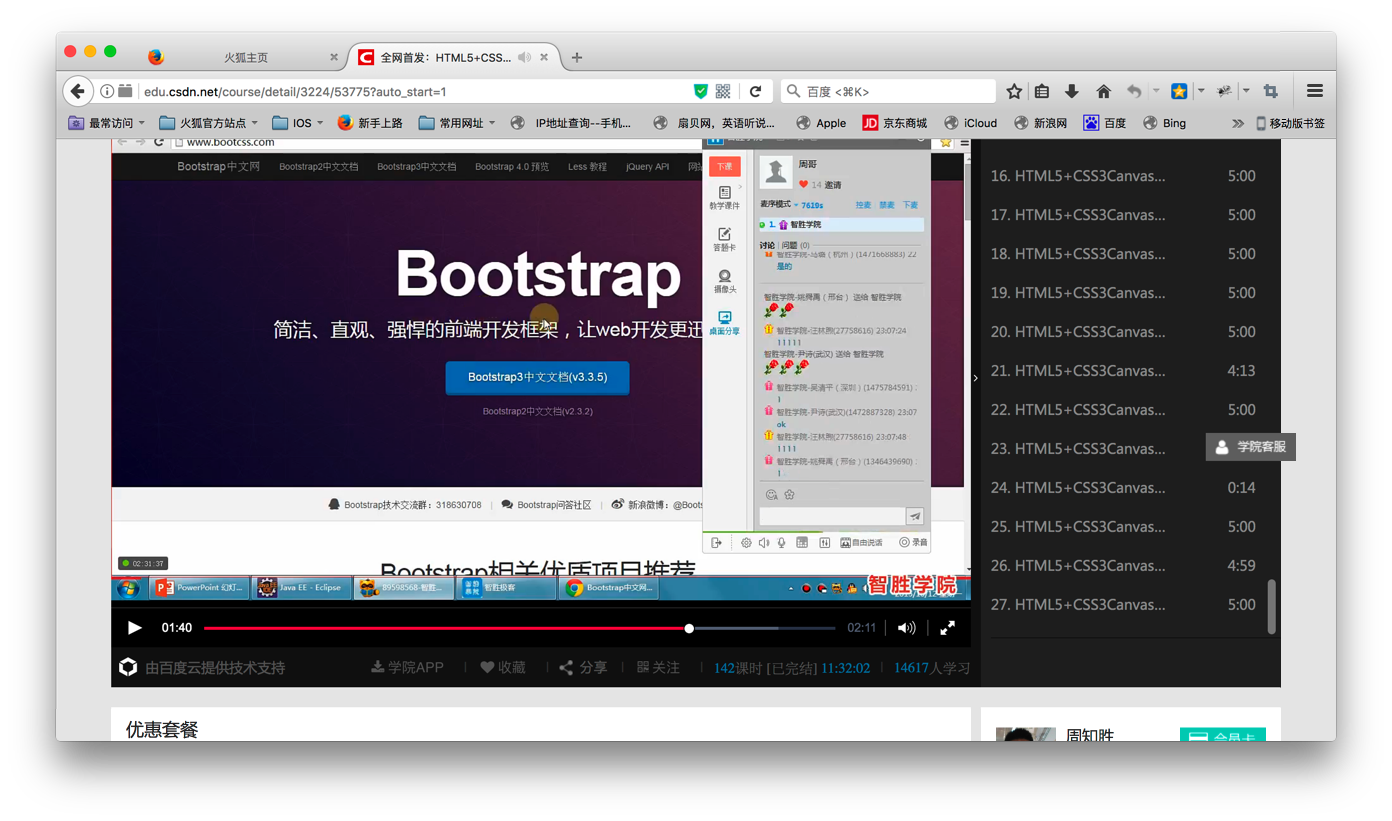 火狐主页
全网首发：HTML5+CSS...
edu.csdn.net/course/detail/3224/53775?auto_start=1
百度 <⌘K>
最常访问 火狐官方站点 IOS 新手上路 常用网址 IP地址查询--手机... 扇贝网，英语听说... Apple 京东商城 iCloud 新浪网 百度 Bing 移动版书签
www.bootcss.com
Bootstrap中文网 Bootstrap2中文文档 Bootstrap3中文文档 Bootstrap 4.0 预览 Less 教程 jQuery API
Bootstrap
简洁、直观、强悍的前端开发框架，让web开发更迅
Bootstrap3中文文档(v3.3.5)
Bootstrap2中文文档(v2.3.2)
Bootstrap技术交流群：318630708 | Bootstrap问答社区 | 新浪微博：@Boots
Bootstrap相关优质项目推荐
02:31:37
下课
教学课件
答题卡
摄像头
桌面分享
周哥
14 邀请
麦序模式 7619s 控麦 禁麦 下麦
1. 智胜学院
讨论 | 问题 (0)
是的
智胜学院-姚舜禹（邢台）送给 智胜学院
智胜学院-汪林煦(27758616) 23:07:24
11111
智胜学院-尹诗(武汉) 送给 智胜学院
智胜学院-吴清平（深圳）(1475784591)
1
智胜学院-尹诗(武汉)(1472887328) 23:07
ok
智胜学院-汪林煦(27758616) 23:07:48
1111
智胜学院-姚舜禹（邢台）(1346439690)
1 .
自由说话 录音
PowerPoint 幻灯...
Java EE - Eclipse
89598568-智胜...
智胜极客
Bootstrap中文网...
智胜学院
01:40
02:11
由百度云提供技术支持
学院APP | 收藏 | 分享 | 关注 | 142课时 [已完结] 11:32:02 | 14617人学习
16. HTML5+CSS3Canvas... 5:00
17. HTML5+CSS3Canvas... 5:00
18. HTML5+CSS3Canvas... 5:00
19. HTML5+CSS3Canvas... 5:00
20. HTML5+CSS3Canvas... 5:00
21. HTML5+CSS3Canvas... 4:13
22. HTML5+CSS3Canvas... 5:00
23. HTML5+CSS3Canvas...
学院客服
24. HTML5+CSS3Canvas... 0:14
25. HTML5+CSS3Canvas... 5:00
26. HTML5+CSS3Canvas... 4:59
27. HTML5+CSS3Canvas... 5:00
优惠套餐
周知胜
会员卡